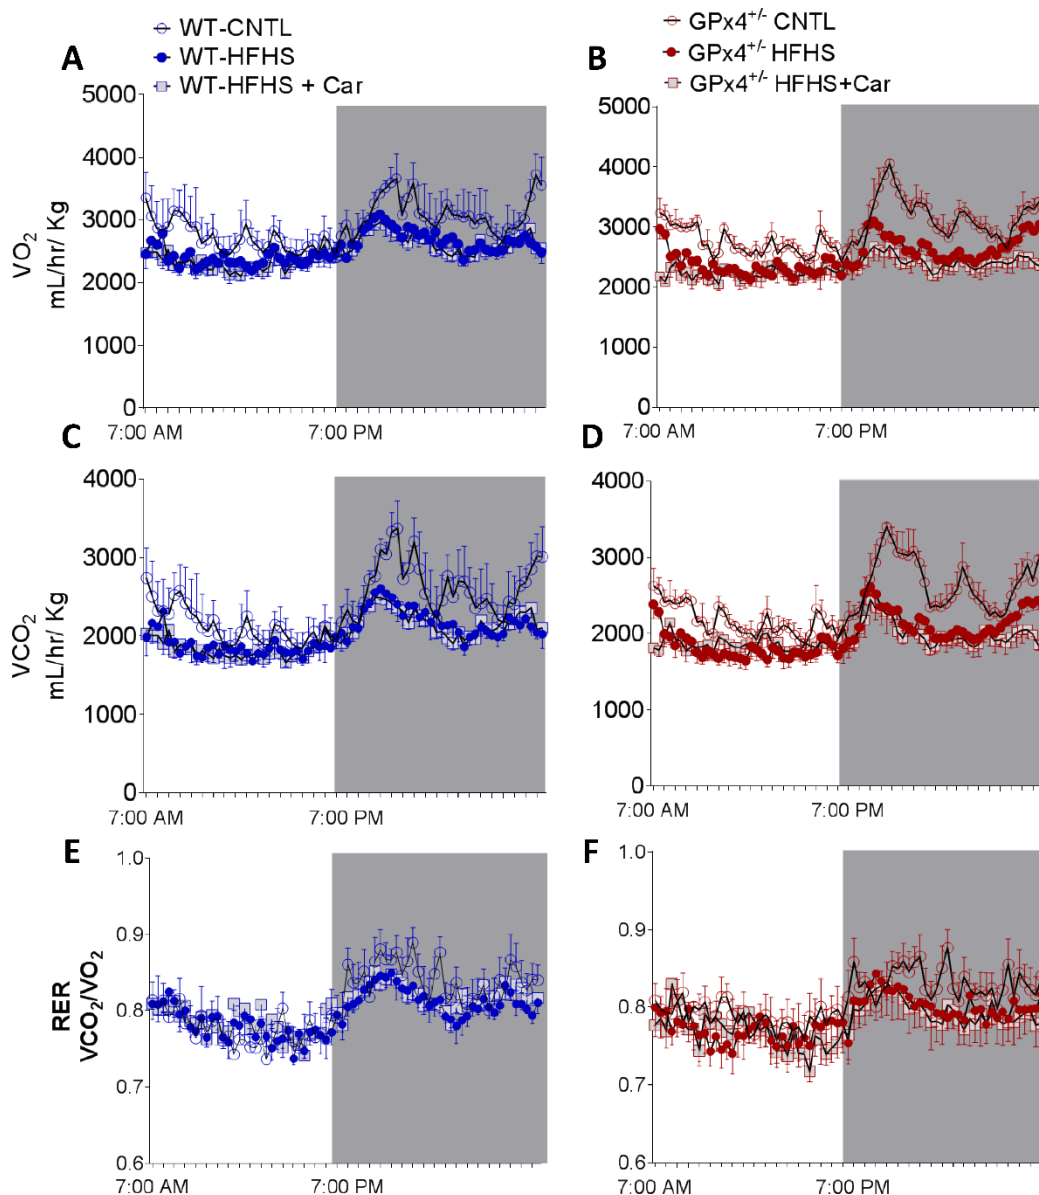 WT-CNTL
WT-HFHS
WT-HFHS + Car
GPx4+/- CNTL
GPx4+/- HFHS
GPx4+/- HFHS+Car
A
5000
4000
3000
2000
1000
0
VO2
mL/hr/ Kg
7:00 AM
7:00 PM
B
5000
4000
3000
2000
1000
0
7:00 AM
7:00 PM
C
4000
3000
2000
1000
0
VCO2
mL/hr/ Kg
7:00 AM
7:00 PM
D
4000
3000
2000
1000
0
7:00 AM
7:00 PM
E
1.0
0.9
0.8
0.7
0.6
RER
VCO2/VO2
7:00 AM
7:00 PM
F
1.0
0.9
0.8
0.7
0.6
7:00 AM
7:00 PM